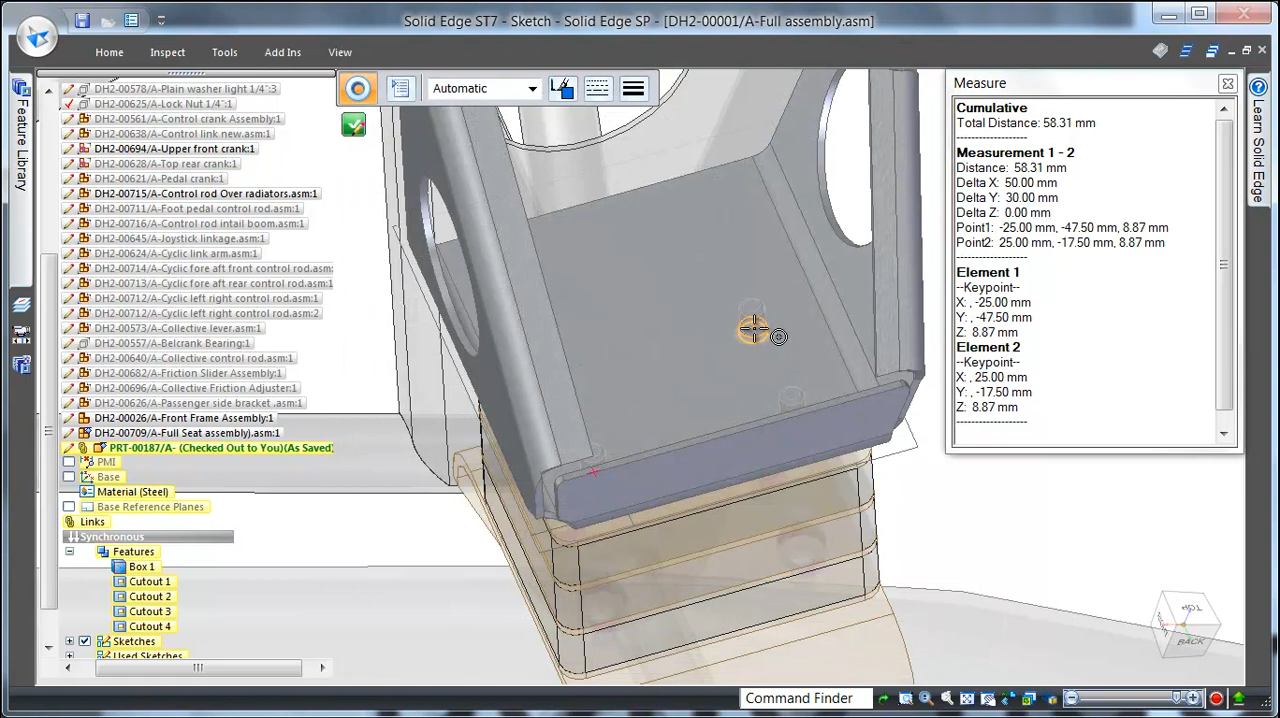 Solid Edge ST7 - Sketch - Solid Edge SP - [DH2-00001/A-Full assembly.asm]
Home Inspect Tools Add Ins View
Automatic
Feature Library
DH2-00578/A-Plain washer light 1/4":3
DH2-00625/A-Lock Nut 1/4":1
DH2-00561/A-Control crank Assembly:1
DH2-00638/A-Control link new.asm:1
DH2-00694/A-Upper front crank:1
DH2-00628/A-Top rear crank:1
DH2-00621/A-Pedal crank:1
DH2-00715/A-Control rod Over radiators.asm:1
DH2-00711/A-Foot pedal control rod.asm:1
DH2-00716/A-Control rod intail boom.asm:1
DH2-00645/A-Joystick linkage.asm:1
DH2-00624/A-Cyclic link arm.asm:1
DH2-00714/A-Cyclic fore aft front control rod.asm:
DH2-00713/A-Cyclic fore aft rear control rod.asm:1
DH2-00712/A-Cyclic left right control rod.asm:1
DH2-00712/A-Cyclic left right control rod.asm:2
DH2-00573/A-Collective lever.asm:1
DH2-00557/A-Belcrank Bearing:1
DH2-00640/A-Collective control rod.asm:1
DH2-00682/A-Friction Slider Assembly:1
DH2-00696/A-Collective Friction Adjuster:1
DH2-00626/A-Passenger side bracket .asm:1
DH2-00026/A-Front Frame Assembly:1
DH2-00709/A-Full Seat assembly).asm:1
PRT-00187/A- (Checked Out to You)(As Saved)
PMI
Base
Material (Steel)
Base Reference Planes
Links
Synchronous
Features
Box 1
Cutout 1
Cutout 2
Cutout 3
Cutout 4
Sketches
Used Sketches
Measure
Cumulative
Total Distance: 58.31 mm
-------------------
Measurement 1 - 2
Distance: 58.31 mm
Delta X: 50.00 mm
Delta Y: 30.00 mm
Delta Z: 0.00 mm
Point1: -25.00 mm, -47.50 mm, 8.87 mm
Point2: 25.00 mm, -17.50 mm, 8.87 mm
-------------------
Element 1
--Keypoint--
X: , -25.00 mm
Y: , -47.50 mm
Z: 8.87 mm
Element 2
--Keypoint--
X: , 25.00 mm
Y: , -17.50 mm
Z: 8.87 mm
Learn Solid Edge
TOP
BACK
Command Finder